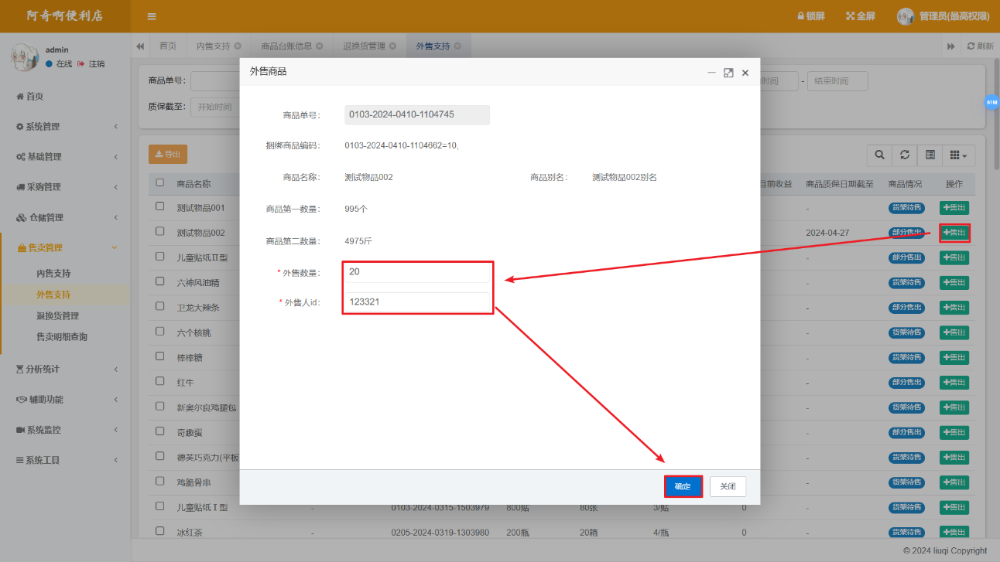 阿奇啊便利店
锁屏 全屏 管理员(最高权限)
admin
在线 注销
首页 内售支持 商品台账信息 退换货管理 外售支持 刷新
首页
系统管理
基础管理
采购管理
仓储管理
售卖管理
内售支持
外售支持
退换货管理
售卖明细查询
分析统计
辅助功能
系统监控
系统工具
商品单号：
时间 - 结束时间
质保截至： 开始时间
导出
商品名称 目前收益 商品质保日期截至 商品情况 操作
测试物品001 - 货架待售 售出
测试物品002 2024-04-27 部分售出 售出
儿童贴纸II型 - 部分售出 售出
六神风油精 - 货架待售 售出
卫龙大辣条 - 部分售出 售出
六个核桃 - 货架待售 售出
棒棒糖 - 货架待售 售出
红牛 - 部分售出 售出
新奥尔良鸡腿包 - 货架待售 售出
奇趣蛋 - 部分售出 售出
德芙巧克力(平板 - 货架待售 售出
鸡脆骨串 - 货架待售 售出
儿童贴纸Ⅰ型 - 0103-2024-0315-1503979 800贴 80张 3/贴 0 - 货架待售 售出
冰红茶 - 0205-2024-0319-1303980 200瓶 20箱 4/瓶 0 - 货架待售 售出
外售商品
商品单号： 0103-2024-0410-1104745
捆绑商品编码： 0103-2024-0410-1104662=10,
商品名称： 测试物品002 商品别名： 测试物品002别名
商品第一数量： 995个
商品第二数量： 4975斤
* 外售数量： 20
* 外售人id： 123321
确定 关闭
61M
© 2024 liuqi Copyright